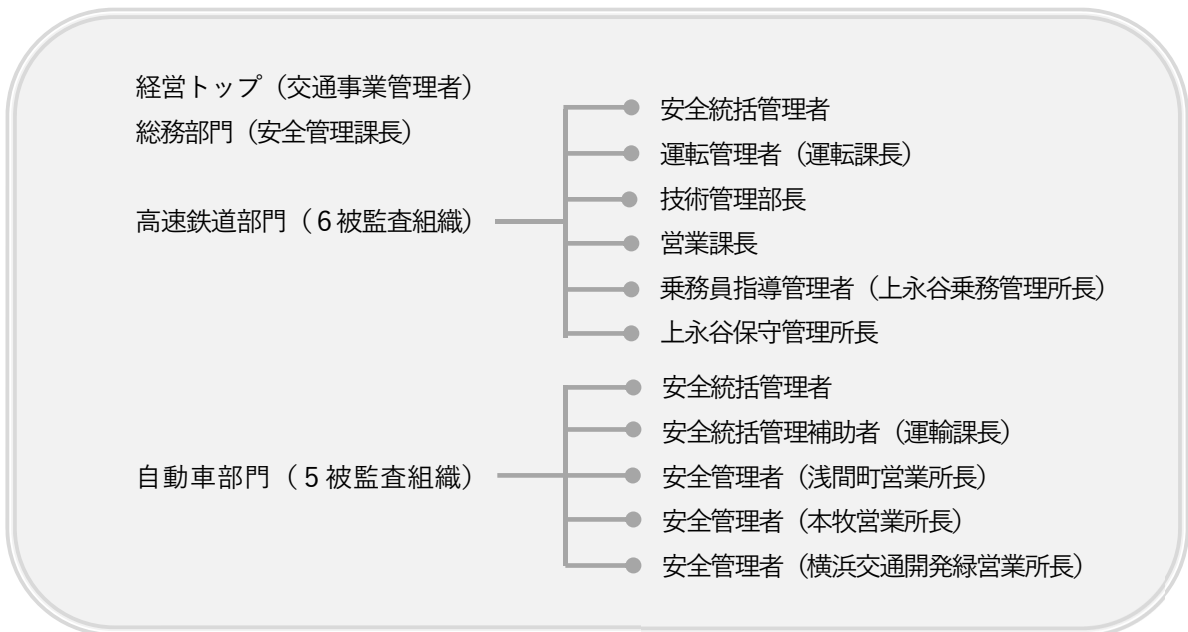 経営トップ（交通事業管理者）
総務部門（安全管理課長）
高速鉄道部門（６被監査組織）
安全統括管理者
運転管理者（運転課長）
技術管理部長
営業課長
乗務員指導管理者（上永谷乗務管理所長）
上永谷保守管理所長
自動車部門（５被監査組織）
安全統括管理者
安全統括管理補助者（運輸課長）
安全管理者（浅間町営業所長）
安全管理者（本牧営業所長）
安全管理者（横浜交通開発緑営業所長）